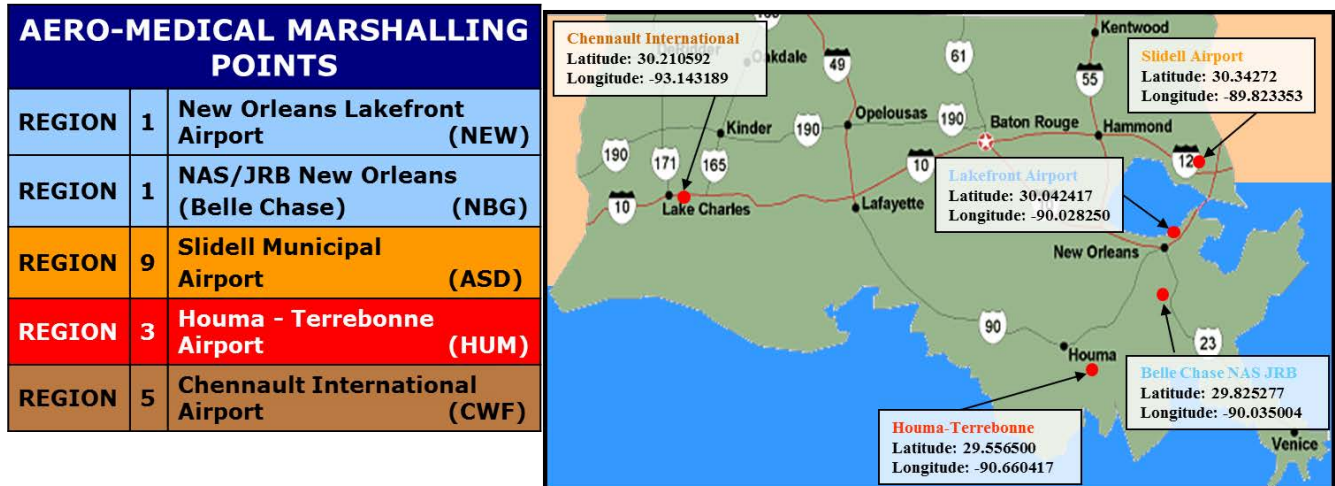 AERO-MEDICAL MARSHALLING
POINTS
REGION 1 New Orleans Lakefront
Airport (NEW)
REGION 1 NAS/JRB New Orleans
(Belle Chase) (NBG)
REGION 9 Slidell Municipal
Airport (ASD)
REGION 3 Houma - Terrebonne
Airport (HUM)
REGION 5 Chennault International
Airport (CWF)
Chennault International
Latitude: 30.210592
Longitude: -93.143189
DeRidder
Oakdale
49
61
Kentwood
55
Slidell Airport
Latitude: 30.34272
Longitude: -89.823353
Kinder
190
Opelousas
190
Baton Rouge
Hammond
190
171
165
10
12
Lakefront Airport
Latitude: 30.042417
Longitude: -90.028250
10
Lake Charles
Lafayette
New Orleans
90
Houma
23
Belle Chase NAS JRB
Latitude: 29.825277
Longitude: -90.035004
Houma-Terrebonne
Latitude: 29.556500
Longitude: -90.660417
Venice